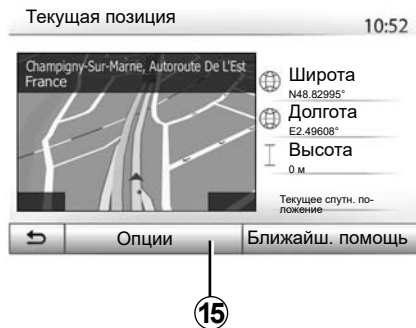 Текущая позиция
10:52
Champigny-Sur-Marne, Autoroute De L'Est
France
Широта
N48.82995°
Долгота
E2.49608°
Высота
0 м
Текущее спутн. по-
ложение
Опции
Ближайш. помощь
15